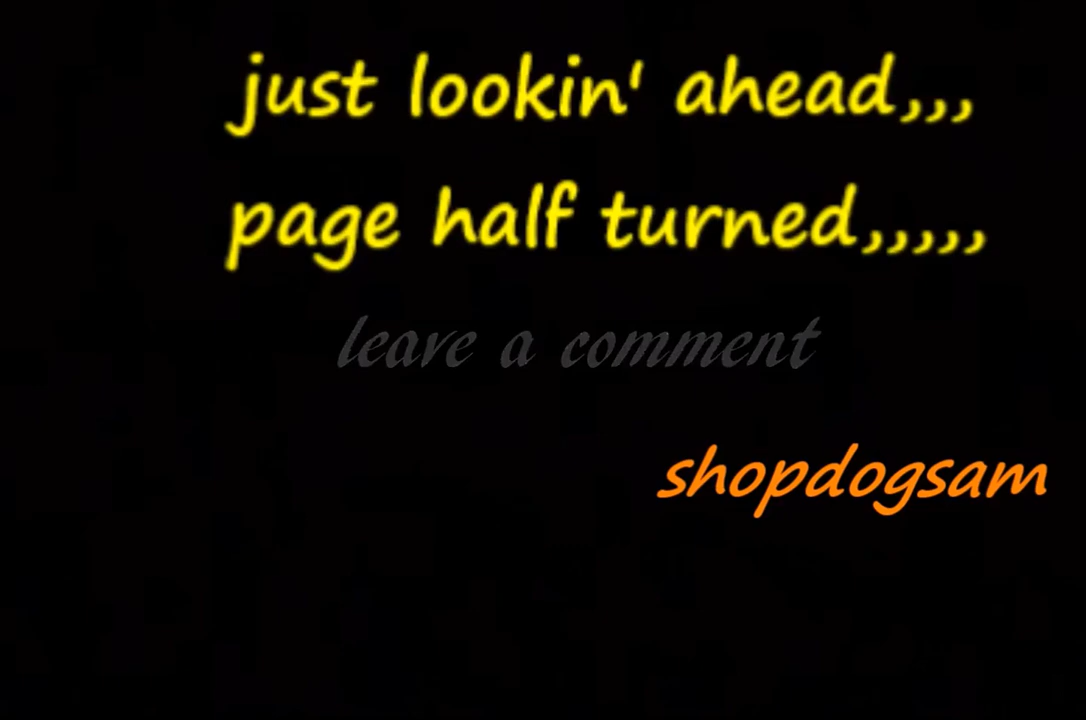 just lookin' ahead,,,
page half turned,,,,,
leave a comment
shopdogsam